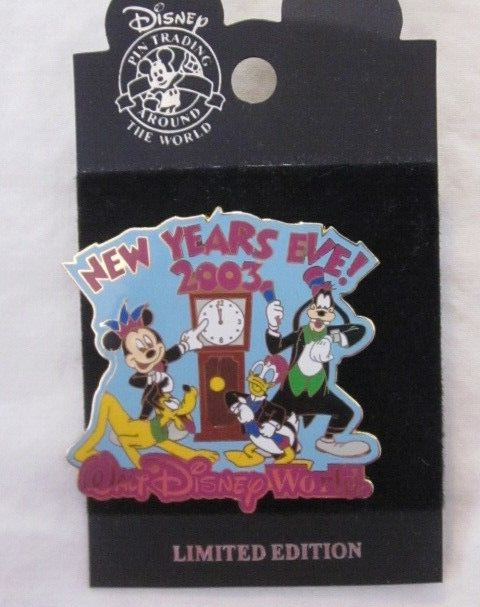 Disney
PIN TRADING
AROUND
THE WORLD
NEW YEARS EVE!
2003
Walt Disney World
LIMITED EDITION